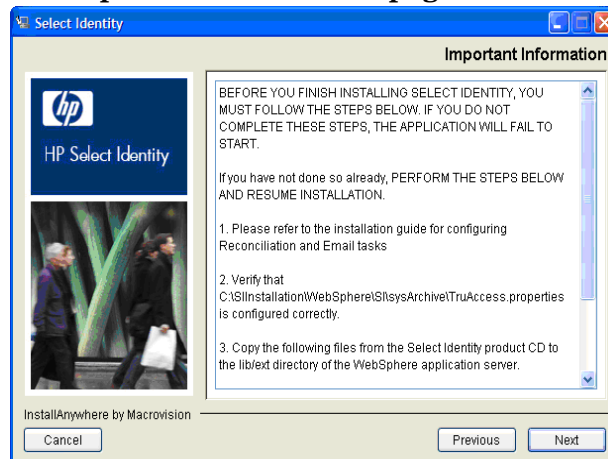 Select Identity
Important Information
hp
HP Select Identity
BEFORE YOU FINISH INSTALLING SELECT IDENTITY, YOU
MUST FOLLOW THE STEPS BELOW. IF YOU DO NOT
COMPLETE THESE STEPS, THE APPLICATION WILL FAIL TO
START.
If you have not done so already, PERFORM THE STEPS BELOW
AND RESUME INSTALLATION.
1. Please refer to the installation guide for configuring
Reconciliation and Email tasks
2. Verify that
C:\SIInstallation\WebSphere\SI\sysArchive\TruAccess.properties
is configured correctly.
3. Copy the following files from the Select Identity product CD to
the lib/ext directory of the WebSphere application server.
InstallAnywhere by Macrovision
Cancel
Previous
Next